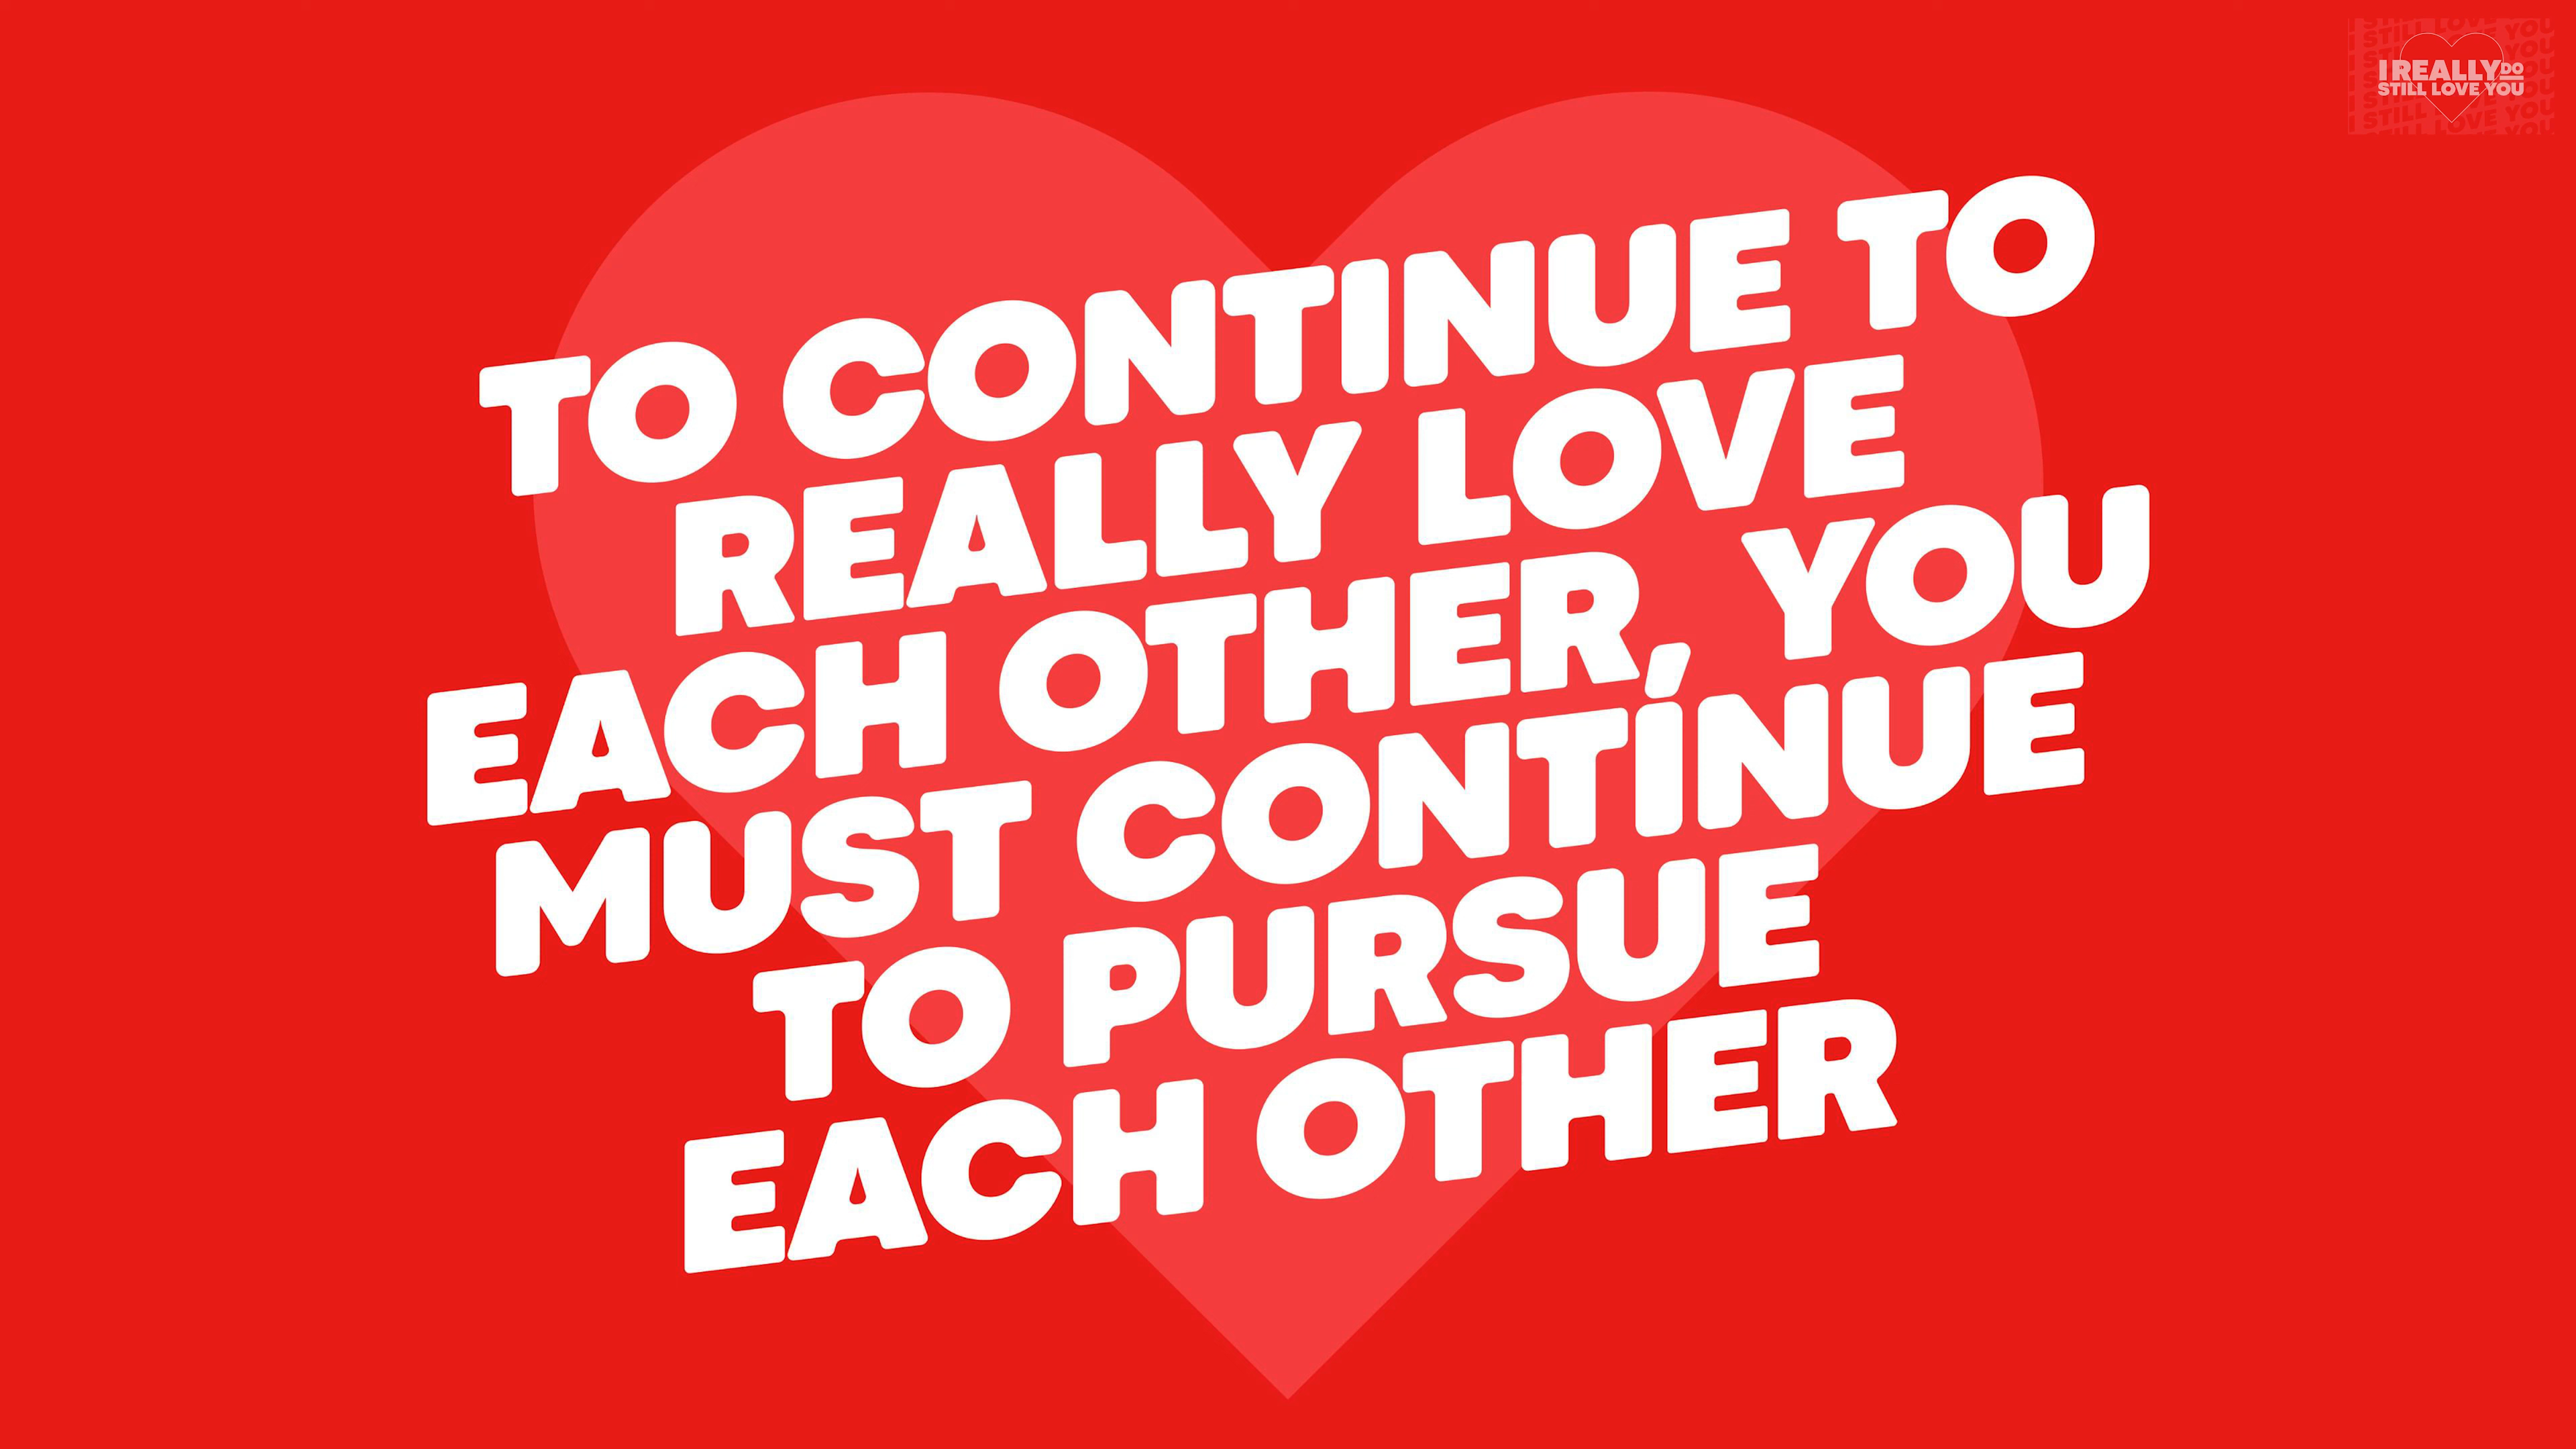 TO CONTINUE TO
REALLY LOVE
EACH OTHER, YOU
MUST CONTINUE
TO PURSUE
EACH OTHER
I REALLY DO
STILL LOVE YOU